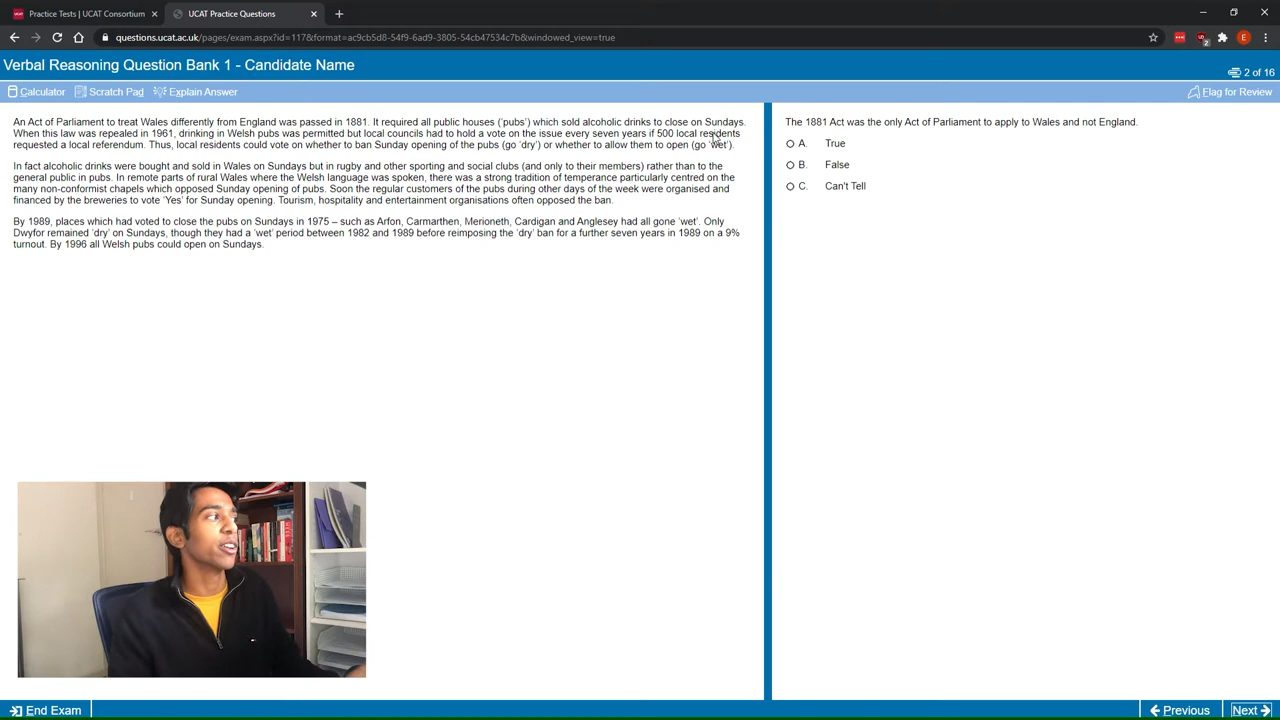 Practice Tests | UCAT Consortium
UCAT Practice Questions
questions.ucat.ac.uk/pages/exam.aspx?id=117&format=ac9cb5d8-54f9-6ad9-3805-54cb47534c7b&windowed_view=true
E
2
Verbal Reasoning Question Bank 1 - Candidate Name
2 of 16
Calculator
Scratch Pad
Explain Answer
Flag for Review
An Act of Parliament to treat Wales differently from England was passed in 1881. It required all public houses ('pubs') which sold alcoholic drinks to close on Sundays.
When this law was repealed in 1961, drinking in Welsh pubs was permitted but local councils had to hold a vote on the issue every seven years if 500 local residents
requested a local referendum. Thus, local residents could vote on whether to ban Sunday opening of the pubs (go 'dry') or whether to allow them to open (go 'wet').
In fact alcoholic drinks were bought and sold in Wales on Sundays but in rugby and other sporting and social clubs (and only to their members) rather than to the
general public in pubs. In remote parts of rural Wales where the Welsh language was spoken, there was a strong tradition of temperance particularly centred on the
many non-conformist chapels which opposed Sunday opening of pubs. Soon the regular customers of the pubs during other days of the week were organised and
financed by the breweries to vote 'Yes' for Sunday opening. Tourism, hospitality and entertainment organisations often opposed the ban.
By 1989, places which had voted to close the pubs on Sundays in 1975 – such as Arfon, Carmarthen, Merioneth, Cardigan and Anglesey had all gone 'wet'. Only
Dwyfor remained 'dry' on Sundays, though they had a 'wet' period between 1982 and 1989 before reimposing the 'dry' ban for a further seven years in 1989 on a 9%
turnout. By 1996 all Welsh pubs could open on Sundays.
The 1881 Act was the only Act of Parliament to apply to Wales and not England.
A. True
B. False
C. Can't Tell
End Exam
Previous
Next